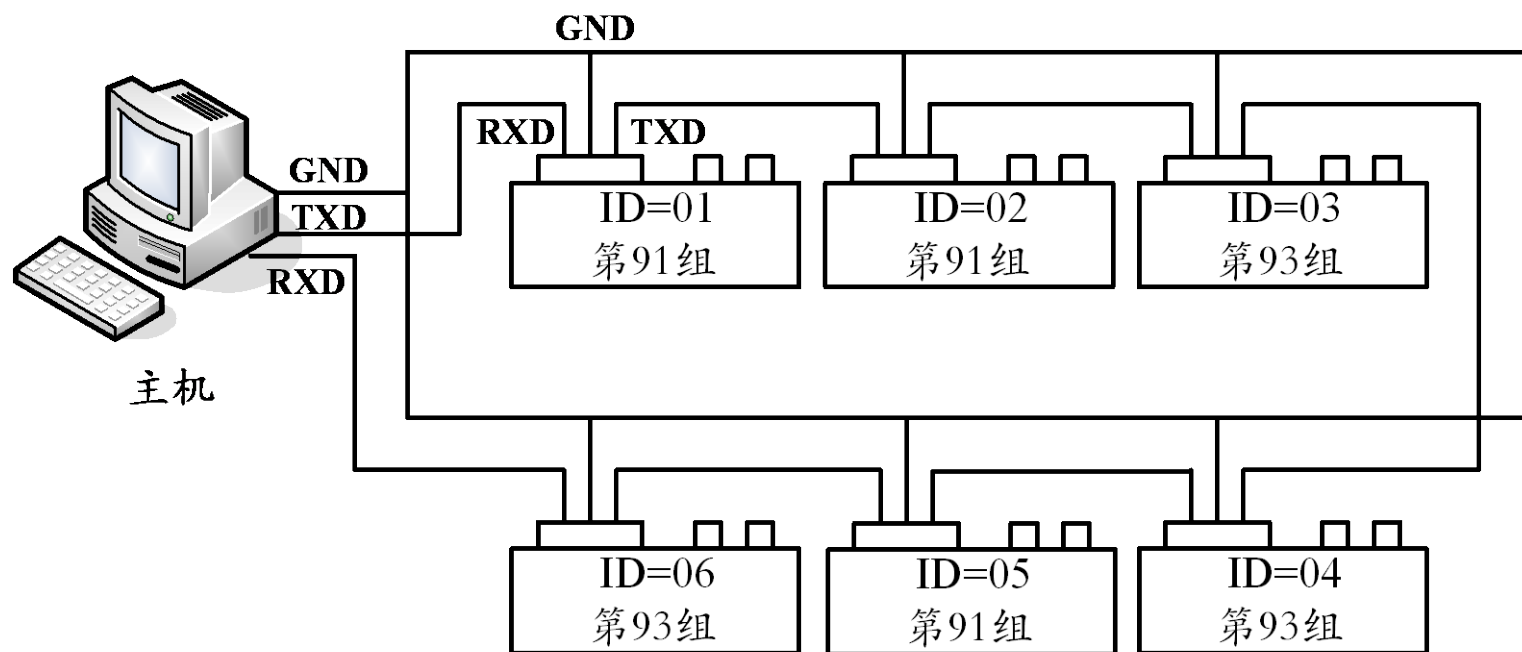 GND
RXD
TXD
GND
TXD
RXD
主机
ID=01
第91组
ID=02
第91组
ID=03
第93组
ID=06
第93组
ID=05
第91组
ID=04
第93组